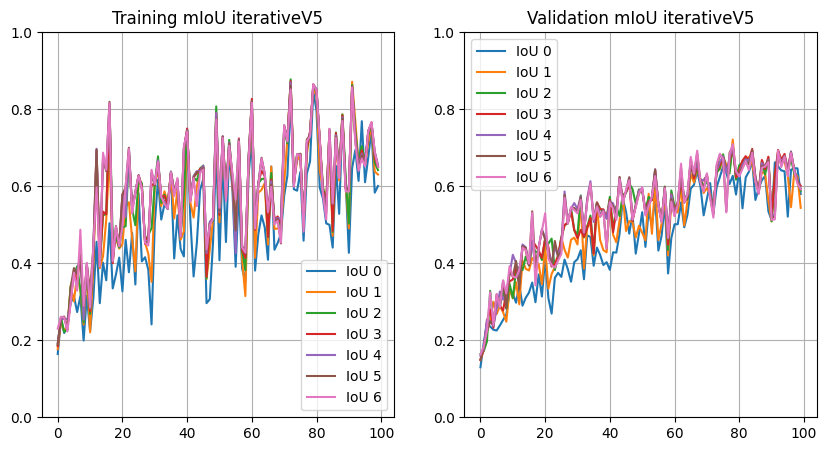 Training mIoU iterativeV5
1.0
0.8
0.6
0.4
0.2
0.0
0
20
40
60
80
100
IoU 0
IoU 1
IoU 2
IoU 3
IoU 4
IoU 5
IoU 6
Validation mIoU iterativeV5
1.0
0.8
0.6
0.4
0.2
0.0
0
20
40
60
80
100
IoU 0
IoU 1
IoU 2
IoU 3
IoU 4
IoU 5
IoU 6